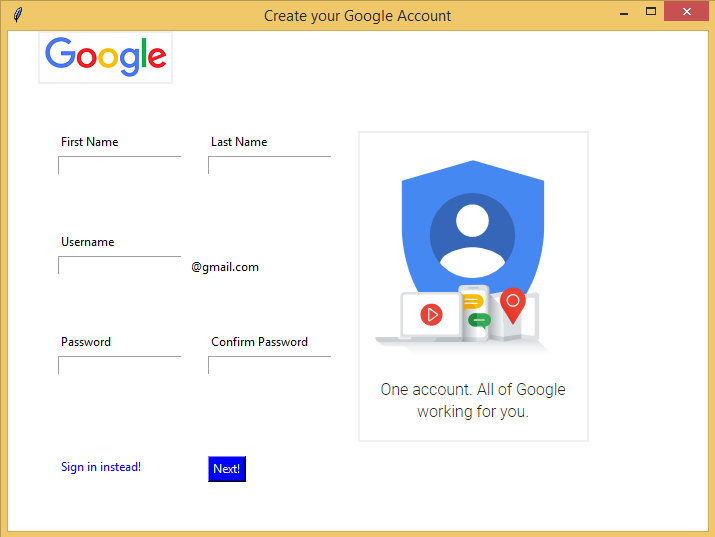 Create your Google Account
Google
First Name Last Name
Username
@gmail.com
Password Confirm Password
One account. All of Google
working for you.
Sign in instead! Next!